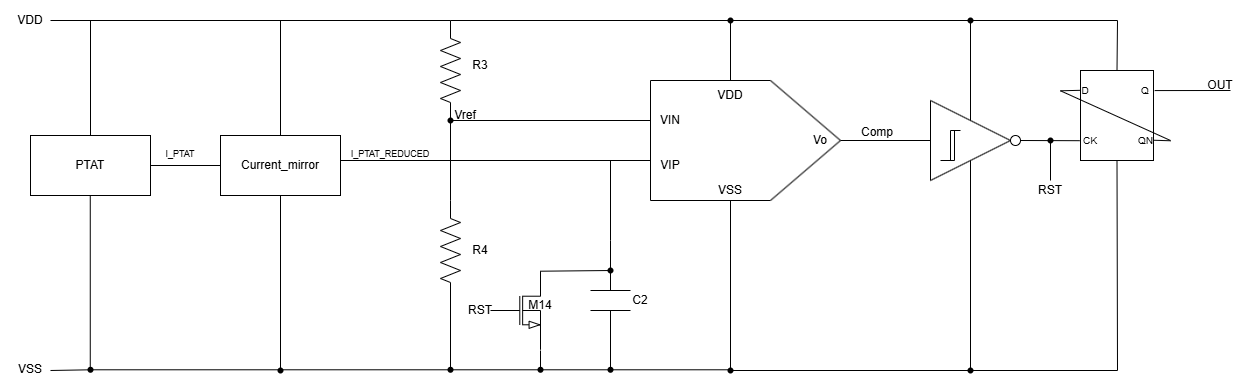 VDD
R3
OUT
VDD
D
Q
Vref
VIN
Comp
Vo
CK
QN
I_PTAT
I_PTAT_REDUCED
PTAT
Current_mirror
VIP
VSS
RST
R4
M14
C2
RST
VSS